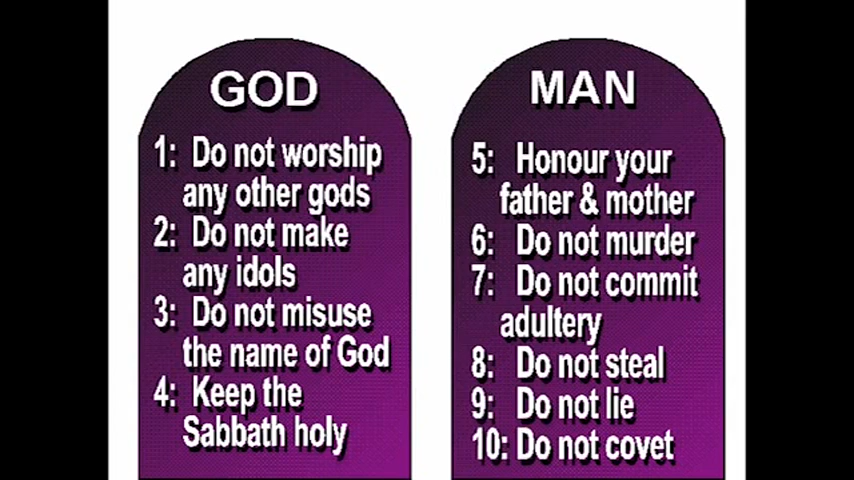 GOD
1: Do not worship
any other gods
2: Do not make
any idols
3: Do not misuse
the name of God
4: Keep the
Sabbath holy
MAN
5: Honour your
father & mother
6: Do not murder
7: Do not commit
adultery
8: Do not steal
9: Do not lie
10: Do not covet